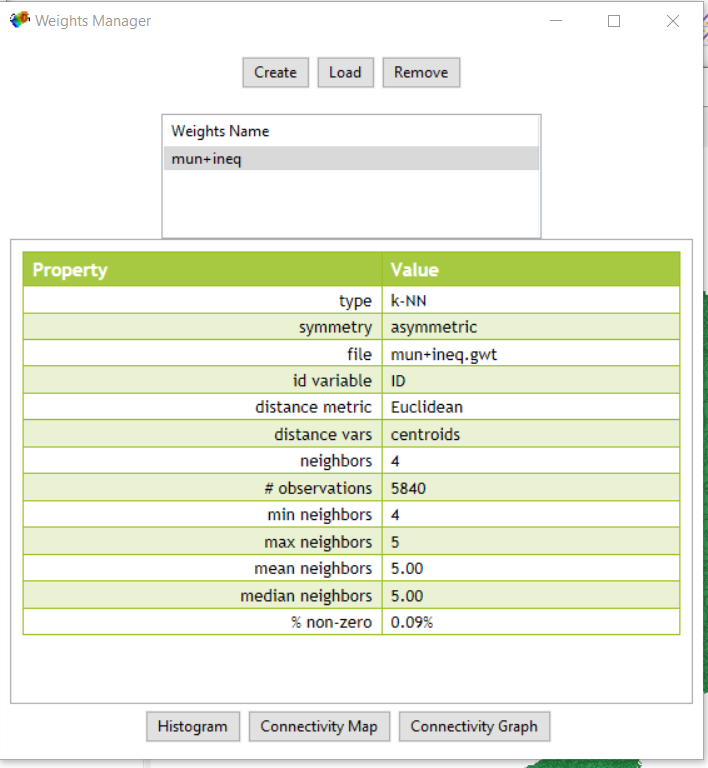 Weights Manager
Create Load Remove
Weights Name
mun+ineq
Property Value
type k-NN
symmetry asymmetric
file mun+ineq.gwt
id variable ID
distance metric Euclidean
distance vars centroids
neighbors 4
# observations 5840
min neighbors 4
max neighbors 5
mean neighbors 5.00
median neighbors 5.00
% non-zero 0.09%
Histogram Connectivity Map Connectivity Graph